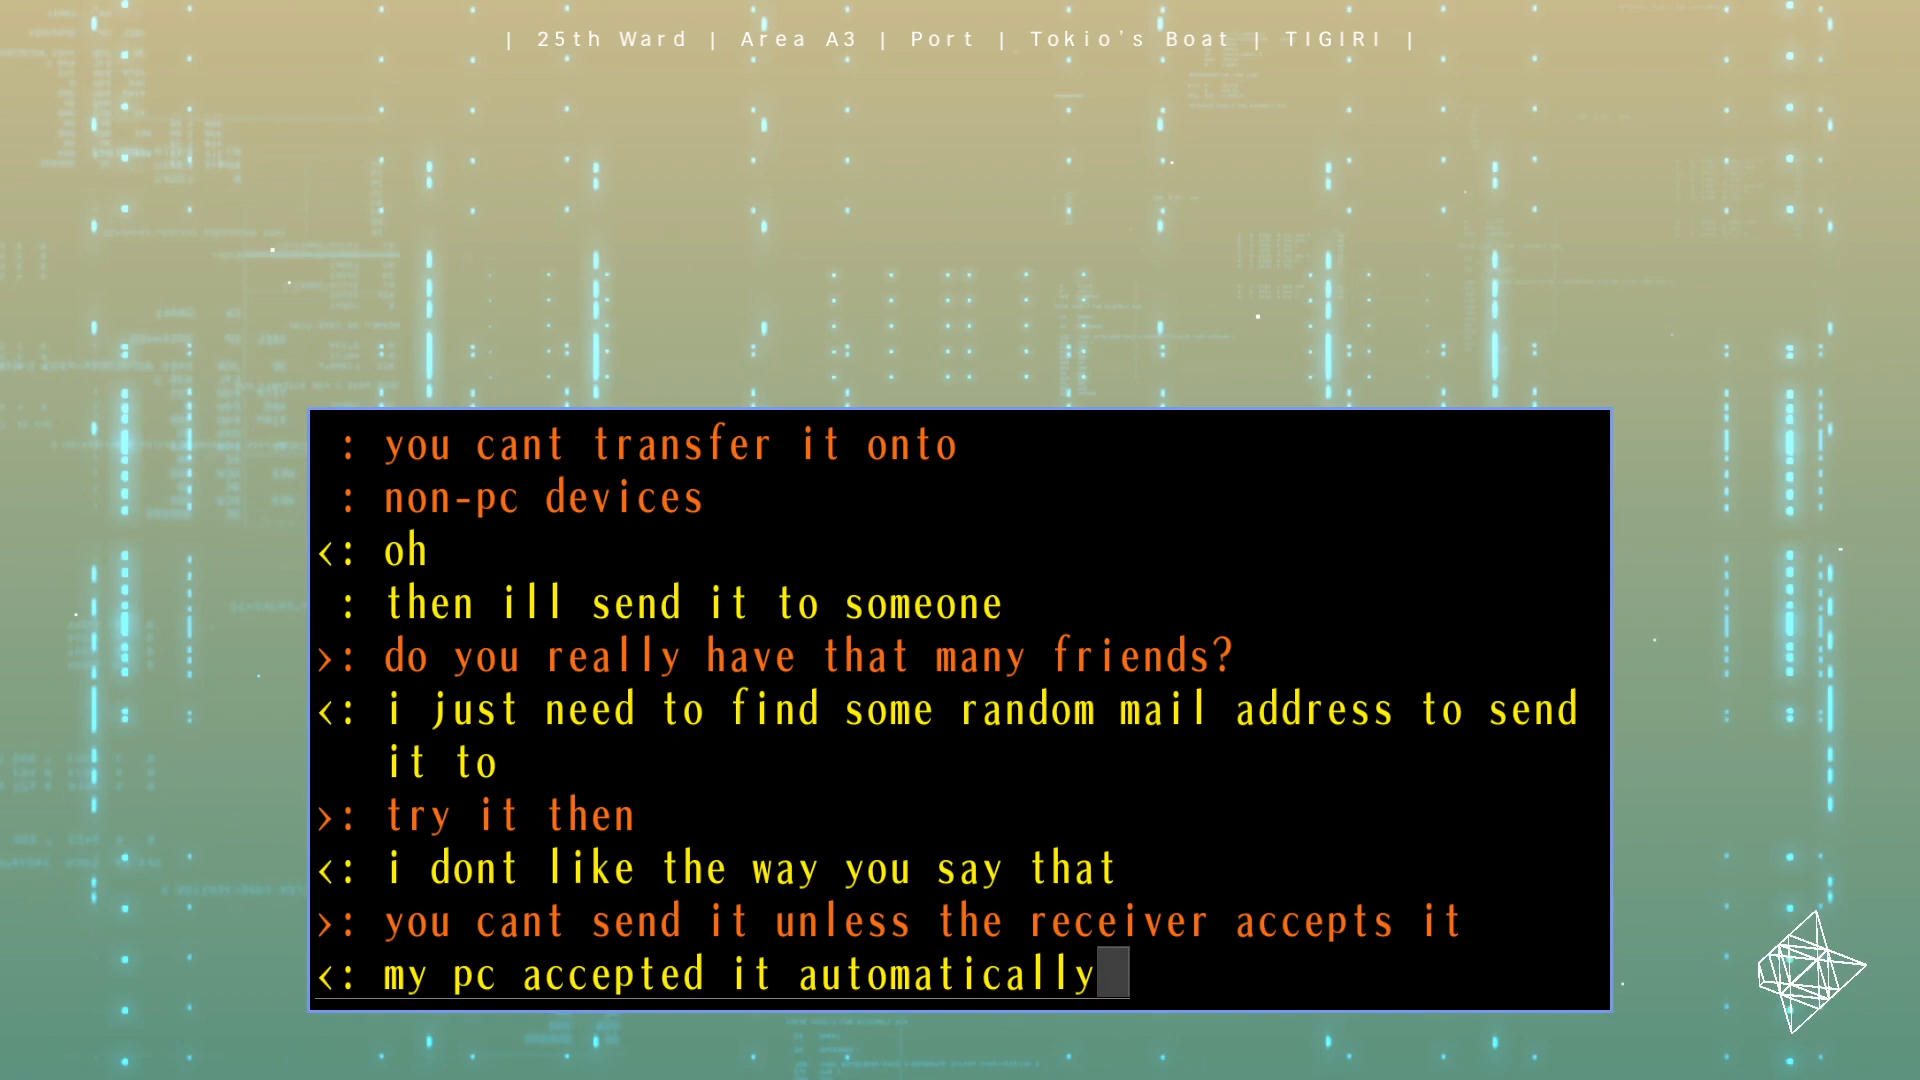 | 25th Ward | Area A3 | Port | Tokio's Boat | TIGIRI |
: you cant transfer it onto
: non-pc devices
<: oh
: then ill send it to someone
>: do you really have that many friends?
<: i just need to find some random mail address to send
it to
>: try it then
<: i dont like the way you say that
>: you cant send it unless the receiver accepts it
<: my pc accepted it automatically